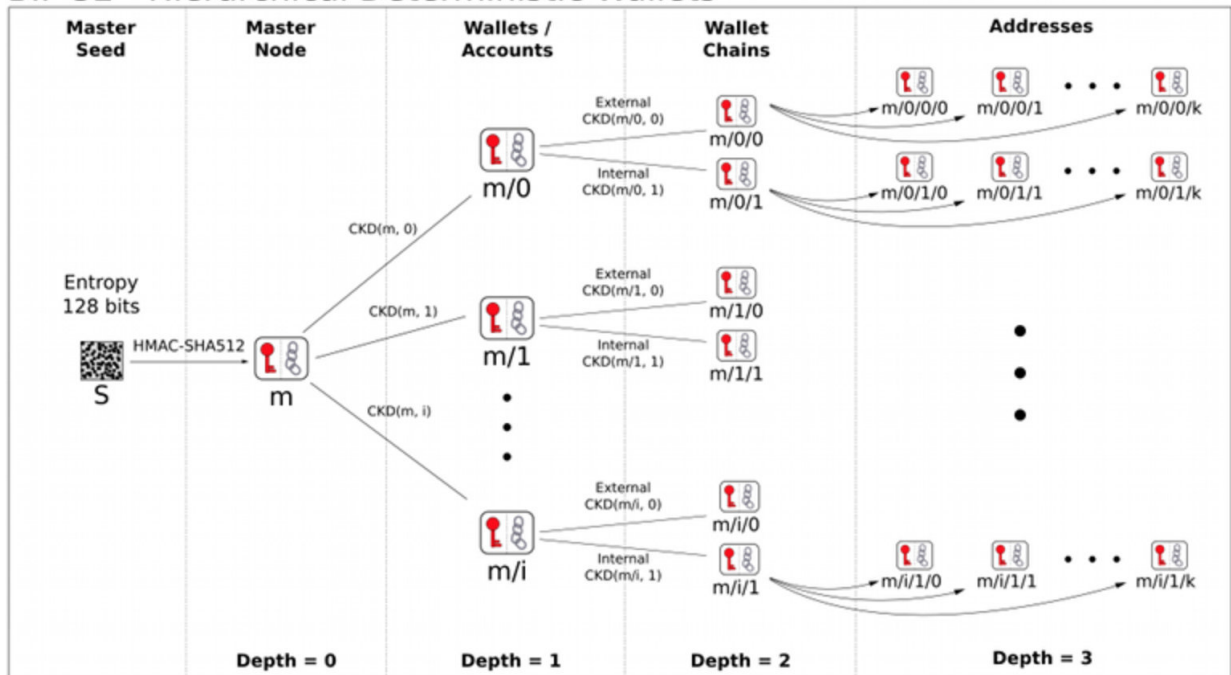 Master
Seed
Master
Node
Wallets /
Accounts
Wallet
Chains
Addresses
Entropy
128 bits
S
HMAC-SHA512
m
CKD(m, 0)
CKD(m, 1)
CKD(m, i)
m/0
m/1
m/i
External
CKD(m/0, 0)
Internal
CKD(m/0, 1)
External
CKD(m/1, 0)
Internal
CKD(m/1, 1)
External
CKD(m/i, 0)
Internal
CKD(m/i, 1)
m/0/0
m/0/1
m/1/0
m/1/1
m/i/0
m/i/1
m/0/0/0 m/0/0/1 m/0/0/k
m/0/1/0 m/0/1/1 m/0/1/k
m/i/1/0 m/i/1/1 m/i/1/k
Depth = 0
Depth = 1
Depth = 2
Depth = 3